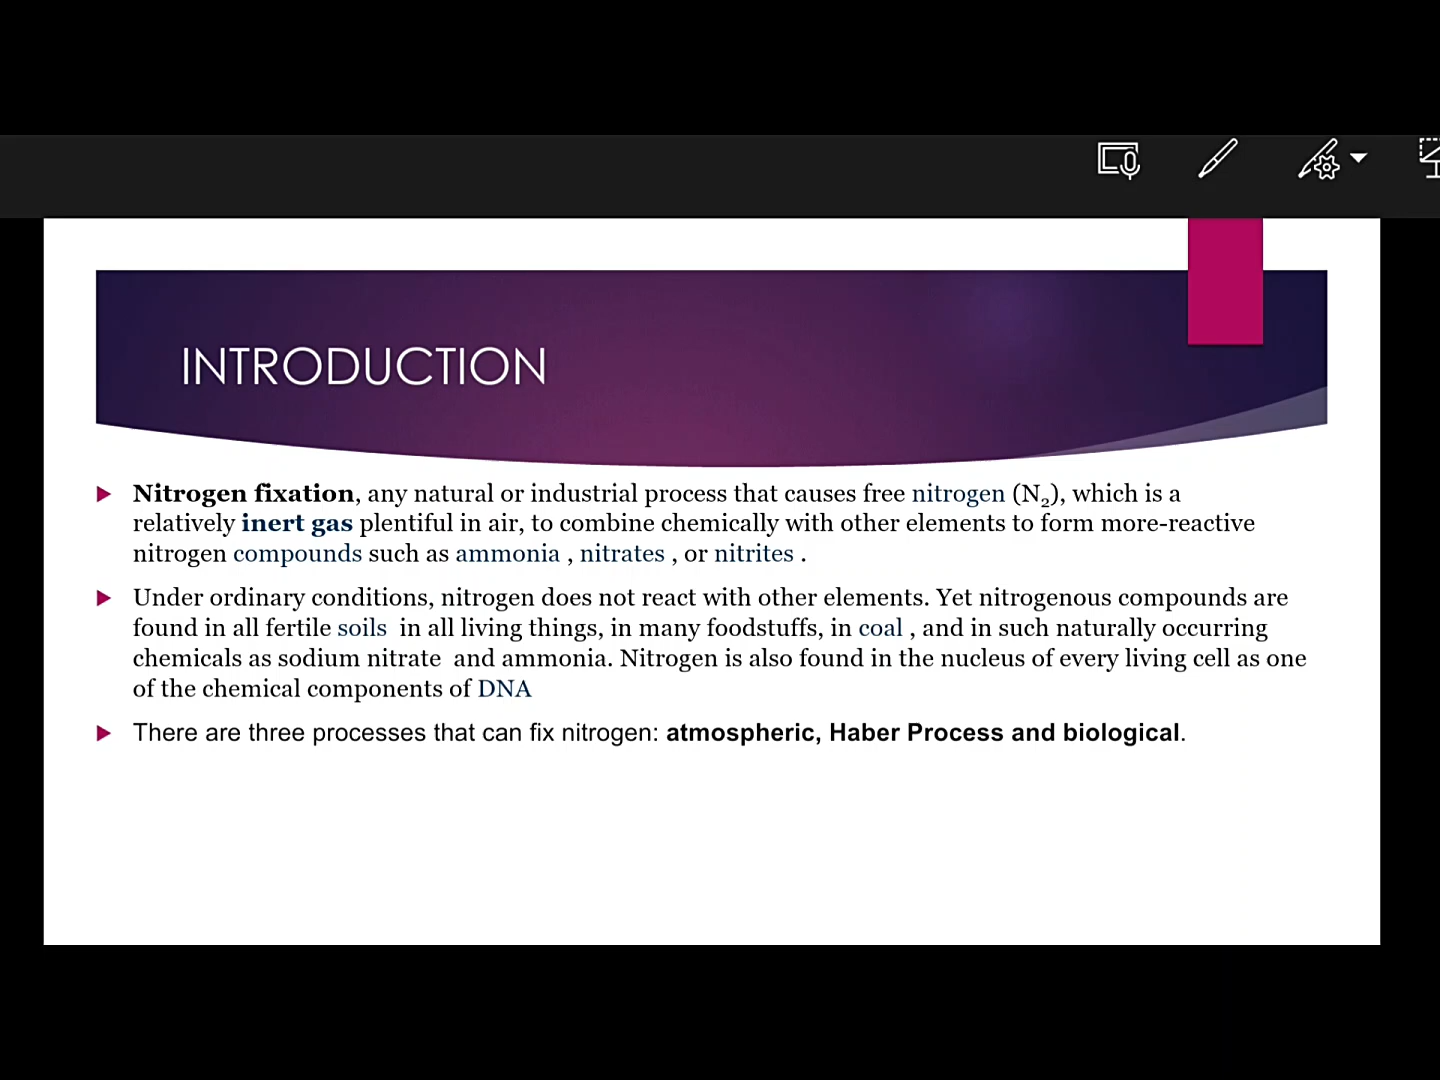 INTRODUCTION
Nitrogen fixation, any natural or industrial process that causes free nitrogen (N₂), which is a
relatively inert gas plentiful in air, to combine chemically with other elements to form more-reactive
nitrogen compounds such as ammonia , nitrates , or nitrites .
Under ordinary conditions, nitrogen does not react with other elements. Yet nitrogenous compounds are
found in all fertile soils  in all living things, in many foodstuffs, in coal , and in such naturally occurring
chemicals as sodium nitrate  and ammonia. Nitrogen is also found in the nucleus of every living cell as one
of the chemical components of DNA
There are three processes that can fix nitrogen: atmospheric, Haber Process and biological.